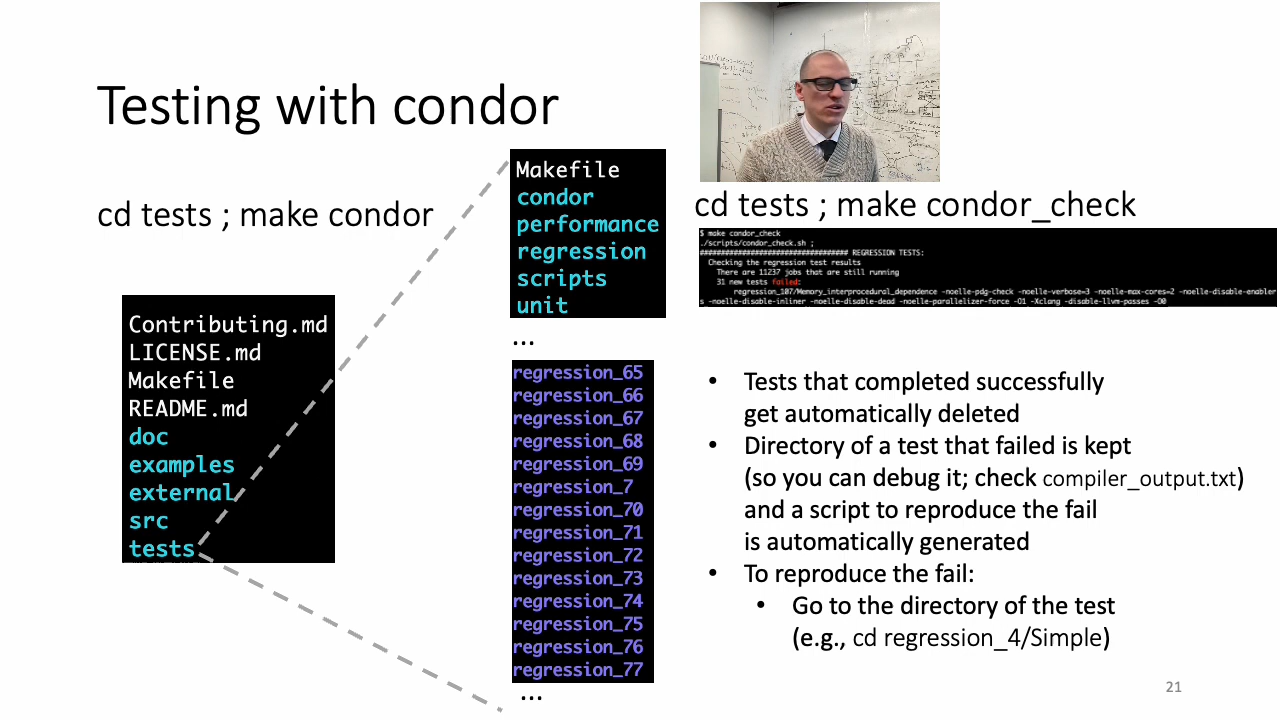 Testing with condor
cd tests ; make condor
Contributing.md
LICENSE.md
Makefile
README.md
doc
examples
external
src
tests
Makefile
condor
performance
regression
scripts
unit
...
regression_65
regression_66
regression_67
regression_68
regression_69
regression_7
regression_70
regression_71
regression_72
regression_73
regression_74
regression_75
regression_76
regression_77
...
cd tests ; make condor_check
$ make condor_check
./scripts/condor_check.sh ;
################################### REGRESSION TESTS:
Checking the regression test results
There are 11237 jobs that are still running
31 new tests failed:
regression_107/Memory_interprocedural_dependence -noelle-pdg-check -noelle-verbose=3 -noelle-max-cores=2 -noelle-disable-enabler
s -noelle-disable-inliner -noelle-disable-dead -noelle-parallelizer-force -O1 -Xclang -disable-llvm-passes -O0
• Tests that completed successfully
get automatically deleted
• Directory of a test that failed is kept
(so you can debug it; check compiler_output.txt)
and a script to reproduce the fail
is automatically generated
• To reproduce the fail:
• Go to the directory of the test
(e.g., cd regression_4/Simple)
21